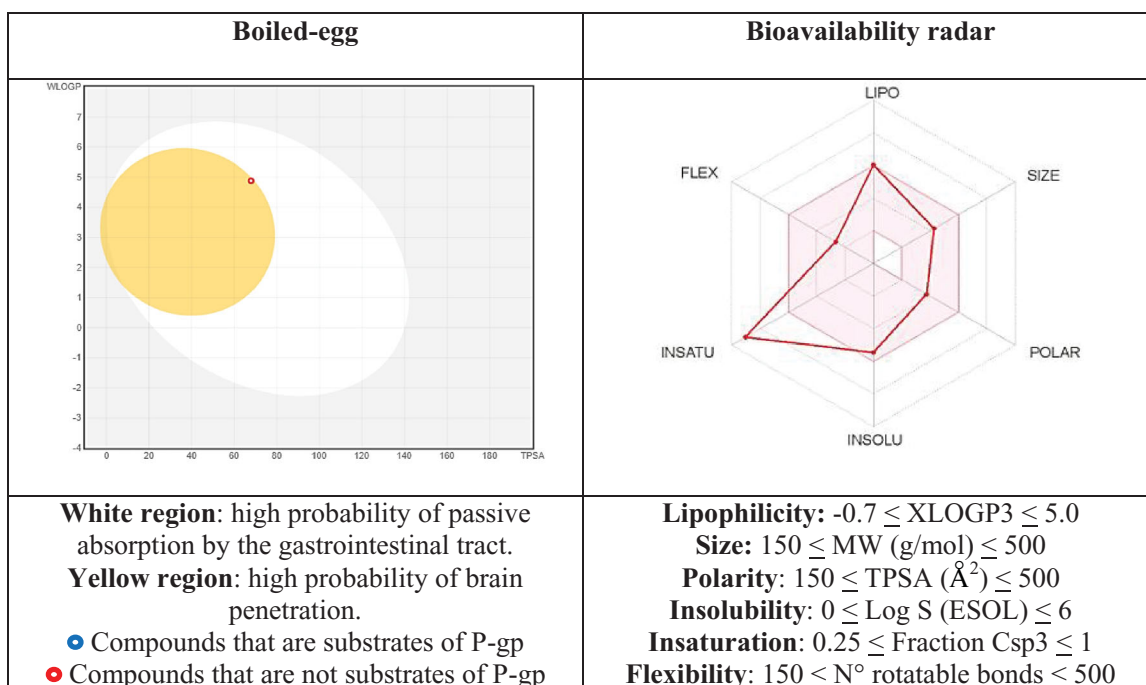 Boiled-egg
Bioavailability radar
WLOGP
7
6
5
4
3
2
1
0
-1
-2
-3
-4
0 20 40 60 80 100 120 140 160 180 TPSA
LIPO
FLEX
SIZE
INSATU
POLAR
INSOLU
White region: high probability of passive
absorption by the gastrointestinal tract.
Yellow region: high probability of brain
penetration.
Compounds that are substrates of P-gp
Compounds that are not substrates of P-gp
Lipophilicity: -0.7 ≤ XLOGP3 ≤ 5.0
Size: 150 ≤ MW (g/mol) ≤ 500
Polarity: 150 ≤ TPSA (Å²) ≤ 500
Insolubility: 0 ≤ Log S (ESOL) ≤ 6
Insaturation: 0.25 ≤ Fraction Csp3 ≤ 1
Flexibility: 150 < N° rotatable bonds < 500